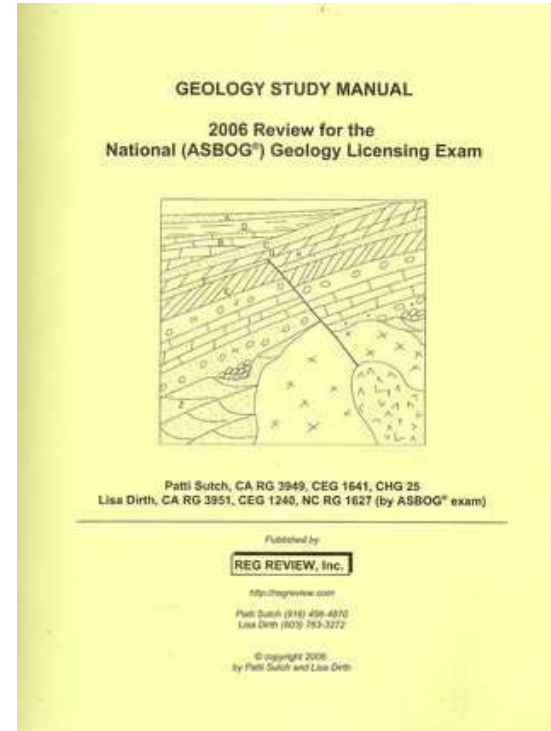 GEOLOGY STUDY MANUAL
2006 Review for the
National (ASBOG®) Geology Licensing Exam
Patti Sutch, CA RG 3949, CEG 1641, CHG 25
Lisa Dirth, CA RG 3951, CEG 1240, NC RG 1627 (by ASBOG® exam)
Published by
REG REVIEW, Inc.
http://regreview.com
Patti Sutch (916) 456-4870
Lisa Dirth (603) 763-3272
© copyright 2006
by Patti Sutch and Lisa Dirth